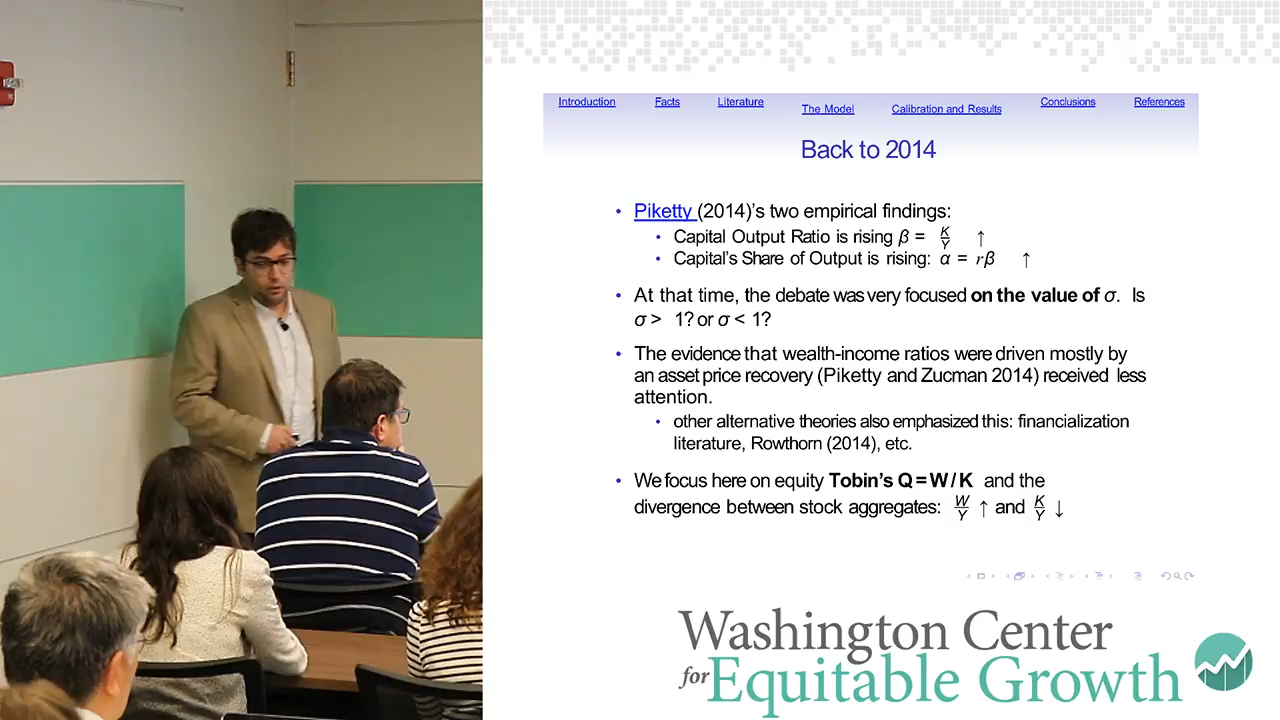 Introduction Facts Literature The Model Calibration and Results Conclusions References
Back to 2014
• Piketty (2014)'s two empirical findings:
• Capital Output Ratio is rising β = K/Y ↑
• Capital's Share of Output is rising: α = rβ ↑
• At that time, the debate was very focused on the value of σ. Is
σ > 1? or σ < 1?
• The evidence that wealth-income ratios were driven mostly by
an asset price recovery (Piketty and Zucman 2014) received less
attention.
• other alternative theories also emphasized this: financialization
literature, Rowthorn (2014), etc.
• We focus here on equity Tobin's Q = W / K and the
divergence between stock aggregates: W/Y ↑ and K/Y ↓
Washington Center
for Equitable Growth